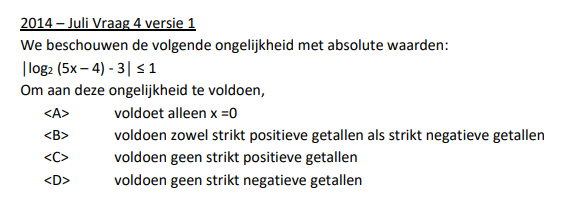 2014 – Juli Vraag 4 versie 1
We beschouwen de volgende ongelijkheid met absolute waarden:
|log₂ (5x – 4) - 3| ≤ 1
Om aan deze ongelijkheid te voldoen,
<A> voldoet alleen x =0
<B> voldoen zowel strikt positieve getallen als strikt negatieve getallen
<C> voldoen geen strikt positieve getallen
<D> voldoen geen strikt negatieve getallen